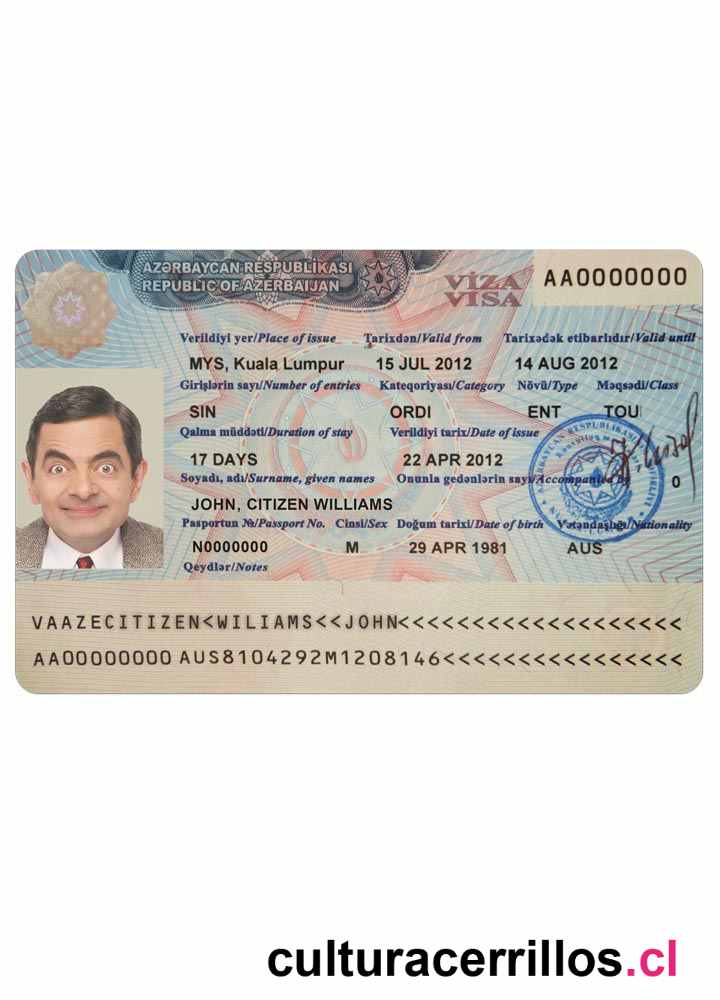 AZƏRBAYCAN RESPUBLİKASI
REPUBLIC OF AZERBAIJAN
VİZA
VISA
AA0000000
Verildiyi yer/Place of issue Tarixdən/Valid from Tarixədək etibarlıdır/Valid until
MYS, Kuala Lumpur 15 JUL 2012 14 AUG 2012
Girişlərin sayı/Number of entries Kateqoriyası/Category Növü/Type Məqsədi/Class
SIN ORDI ENT TOU
Qalma müddəti/Duration of stay Verildiyi tarix/Date of issue
17 DAYS 22 APR 2012
Soyadı, adı/Surname, given names Onunla gedənlərin sayı/Accompanied by
JOHN, CITIZEN WILLIAMS 0
Pasportun №/Passport No. Cinsi/Sex Doğum tarixi/Date of birth Vətəndaşlığı/Nationality
N0000000 M 29 APR 1981 AUS
Qeydlər/Notes
VAAZECITIZEN<WILIAMS<<JOHN<<<<<<<<<<<<<<<<<<
AA00000000 AUS8104292M1208146<<<<<<<<<<<<<<<
culturacerrillos.cl